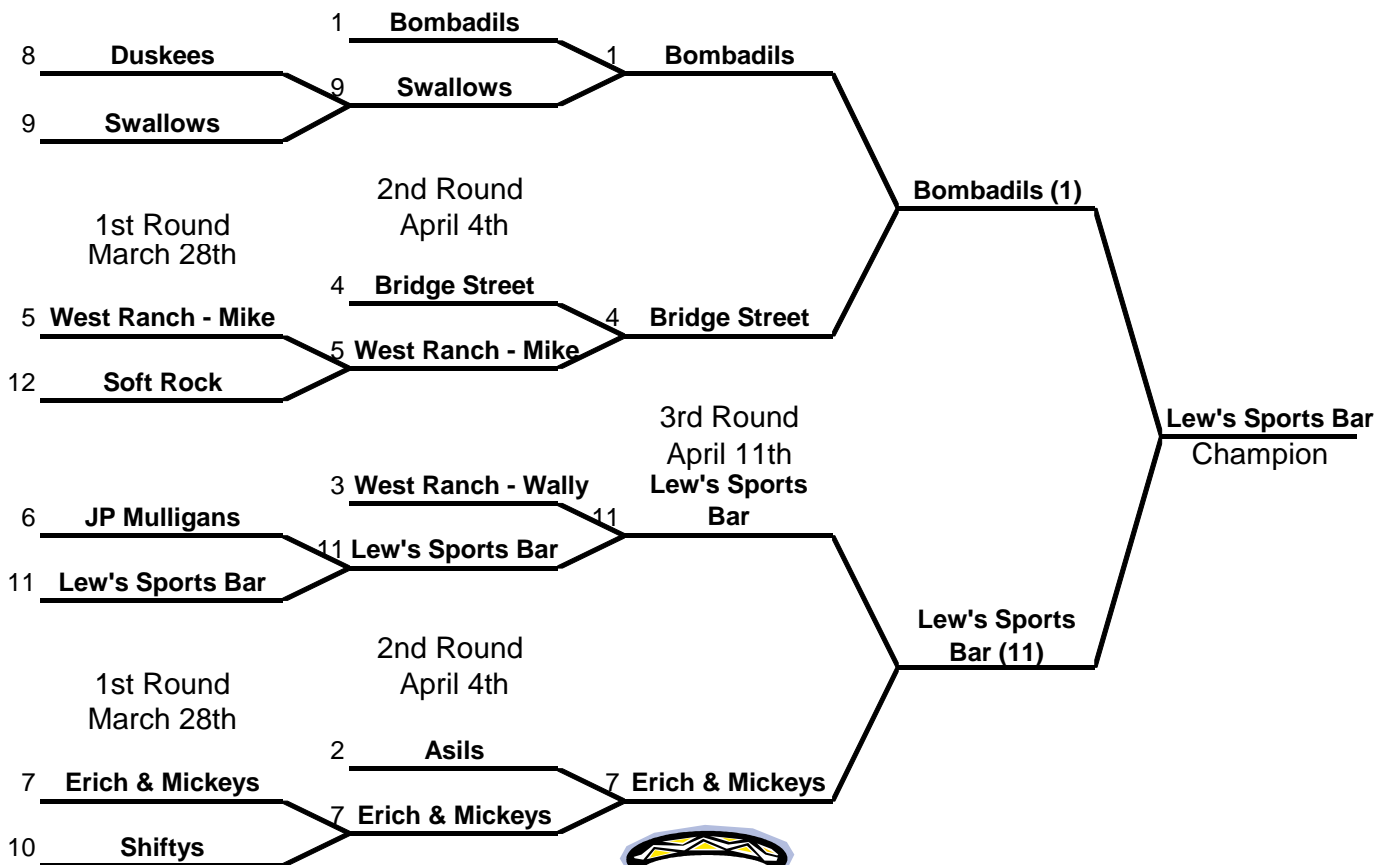 1 Bombadils
8 Duskees
1 Bombadils
9 Swallows
9 Swallows
2nd Round
April 4th
Bombadils (1)
1st Round
March 28th
4 Bridge Street
5 West Ranch - Mike
4 Bridge Street
5 West Ranch - Mike
12 Soft Rock
3rd Round
April 11th
Lew's Sports Bar
Champion
3 West Ranch - Wally
Lew's Sports
11 Bar
6 JP Mulligans
11 Lew's Sports Bar
11 Lew's Sports Bar
Lew's Sports
Bar (11)
2nd Round
April 4th
1st Round
March 28th
2 Asils
7 Erich & Mickeys
7 Erich & Mickeys
7 Erich & Mickeys
10 Shiftys